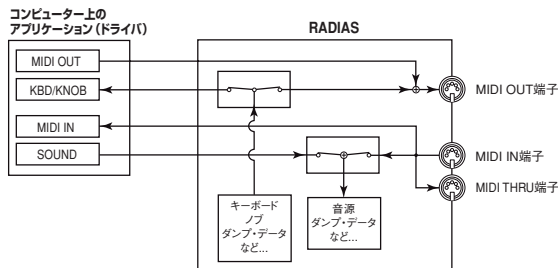 コンピューター上の
アプリケーション(ドライバ)
RADIAS
MIDI OUT
KBD/KNOB
MIDI IN
SOUND
MIDI OUT端子
MIDI IN端子
MIDI THRU端子
キーボード
ノブ
ダンプ・データ
など...
音源
ダンプ・データ
など...